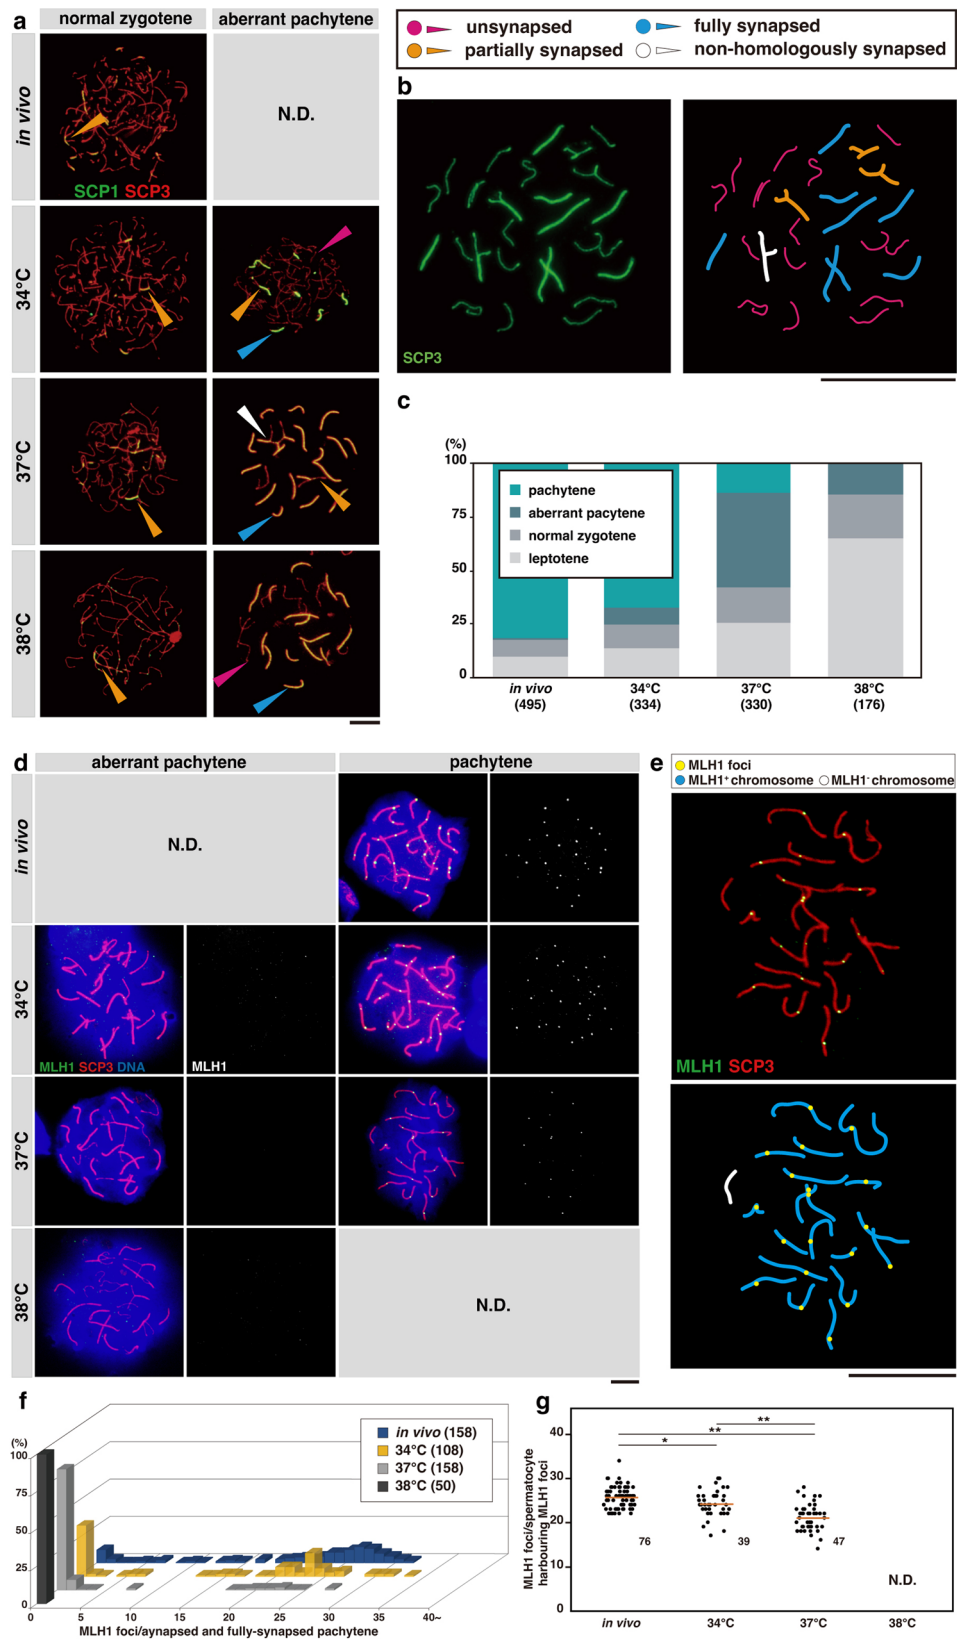 a
normal zygotene
aberrant pachytene
in vivo
N.D.
SCP1 SCP3
34°C
37°C
38°C
unsynapsed
fully synapsed
partially synapsed
non-homologously synapsed
b
SCP3
c
(%)
100
75
50
25
0
pachytene
aberrant pacytene
normal zygotene
leptotene
in vivo
34°C
37°C
38°C
(495)
(334)
(330)
(176)
d
aberrant pachytene
pachytene
in vivo
N.D.
34°C
MLH1 SCP3 DNA
MLH1
37°C
38°C
N.D.
e
MLH1 foci
MLH1+ chromosome
MLH1- chromosome
MLH1 SCP3
f
(%)
100
75
50
25
0
in vivo (158)
34°C (108)
37°C (158)
38°C (50)
0
5
10
15
20
25
30
35
40~
MLH1 foci/aynapsed and fully-synapsed pachytene
g
MLH1 foci/spermatocyte
harbouring MLH1 foci
40
30
20
10
0
**
**
*
76
39
47
N.D.
in vivo
34°C
37°C
38°C